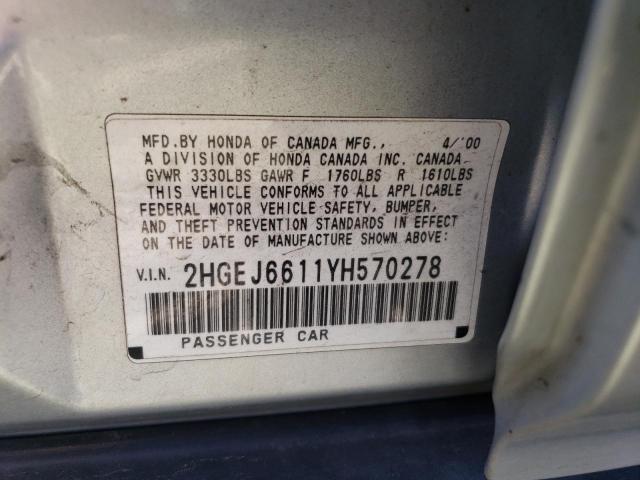 MFD. BY HONDA OF CANADA MFG., 4/'00
A DIVISION OF HONDA CANADA INC. CANADA
GVWR 3330LBS GAWR F 1760LBS R 1610LBS
THIS VEHICLE CONFORMS TO ALL APPLICABLE
FEDERAL MOTOR VEHICLE SAFETY, BUMPER,
AND THEFT PREVENTION STANDARDS IN EFFECT
ON THE DATE OF MANUFACTURE SHOWN ABOVE:
V.I.N. 2HGEJ6611YH570278
PASSENGER CAR